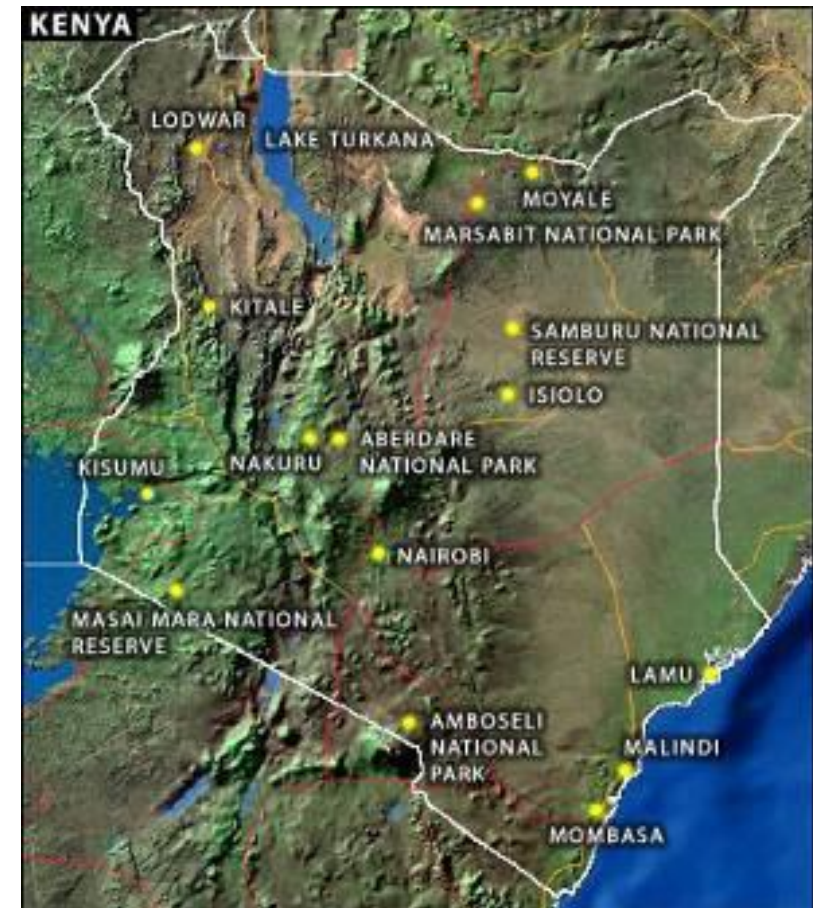 KENYA
LODWAR
LAKE TURKANA
MOYALE
MARSABIT NATIONAL PARK
KITALE
SAMBURU NATIONAL
RESERVE
ISIOLO
ABERDARE
NATIONAL PARK
NAKURU
KISUMU
NAIROBI
MASAI MARA NATIONAL
RESERVE
LAMU
AMBOSELI
NATIONAL
PARK
MALINDI
MOMBASA